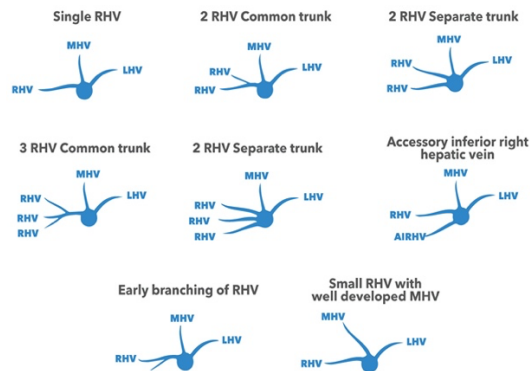 Single RHV
MHV
LHV
RHV
2 RHV Common trunk
MHV
RHV
LHV
RHV
2 RHV Separate trunk
MHV
RHV
LHV
RHV
3 RHV Common trunk
MHV
RHV
LHV
RHV
RHV
2 RHV Separate trunk
MHV
RHV
LHV
RHV
RHV
Accessory inferior right
hepatic vein
MHV
LHV
RHV
AIRHV
Early branching of RHV
MHV
LHV
RHV
Small RHV with
well developed MHV
MHV
LHV
RHV